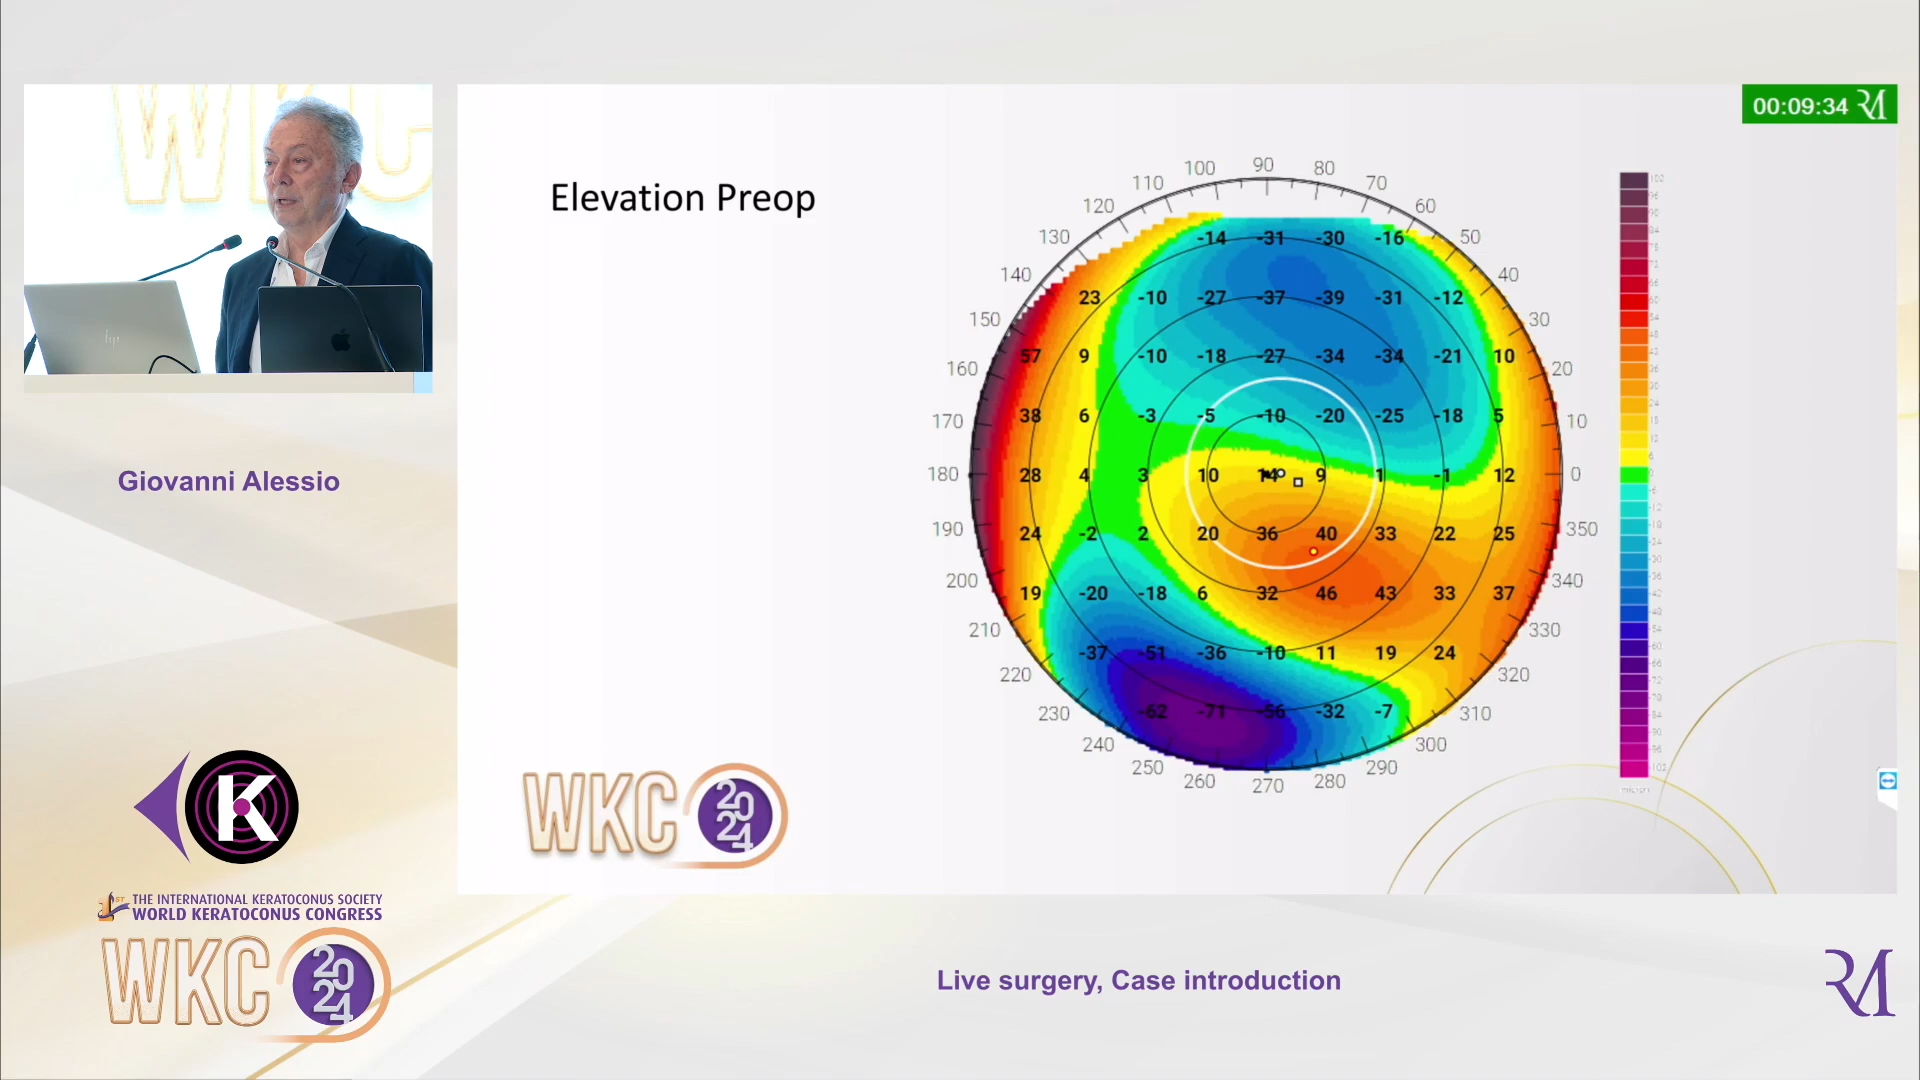 WKC
hp
Giovanni Alessio
K
1ST THE INTERNATIONAL KERATOCONUS SOCIETY
WORLD KERATOCONUS CONGRESS
WKC 2024
Elevation Preop
WKC 2024
00:09:34 RM
100 90 80
110 70
120 60
130 50
140 40
150 30
160 20
170 10
180 0
190 350
200 340
210 330
220 320
230 310
240 300
250 260 270 280 290
-14 -31 -30 -16
23 -10 -27 -37 -39 -31 -12
57 9 -10 -18 -27 -34 -34 -21 10
38 6 -3 -5 -10 -20 -25 -18 5
28 4 3 10 14 9 1 -1 12
24 -2 2 20 36 40 33 22 25
19 -20 -18 6 32 46 43 33 37
-37 -51 -36 -10 11 19 24
-62 -71 -56 -32 -7
Live surgery, Case introduction
RM